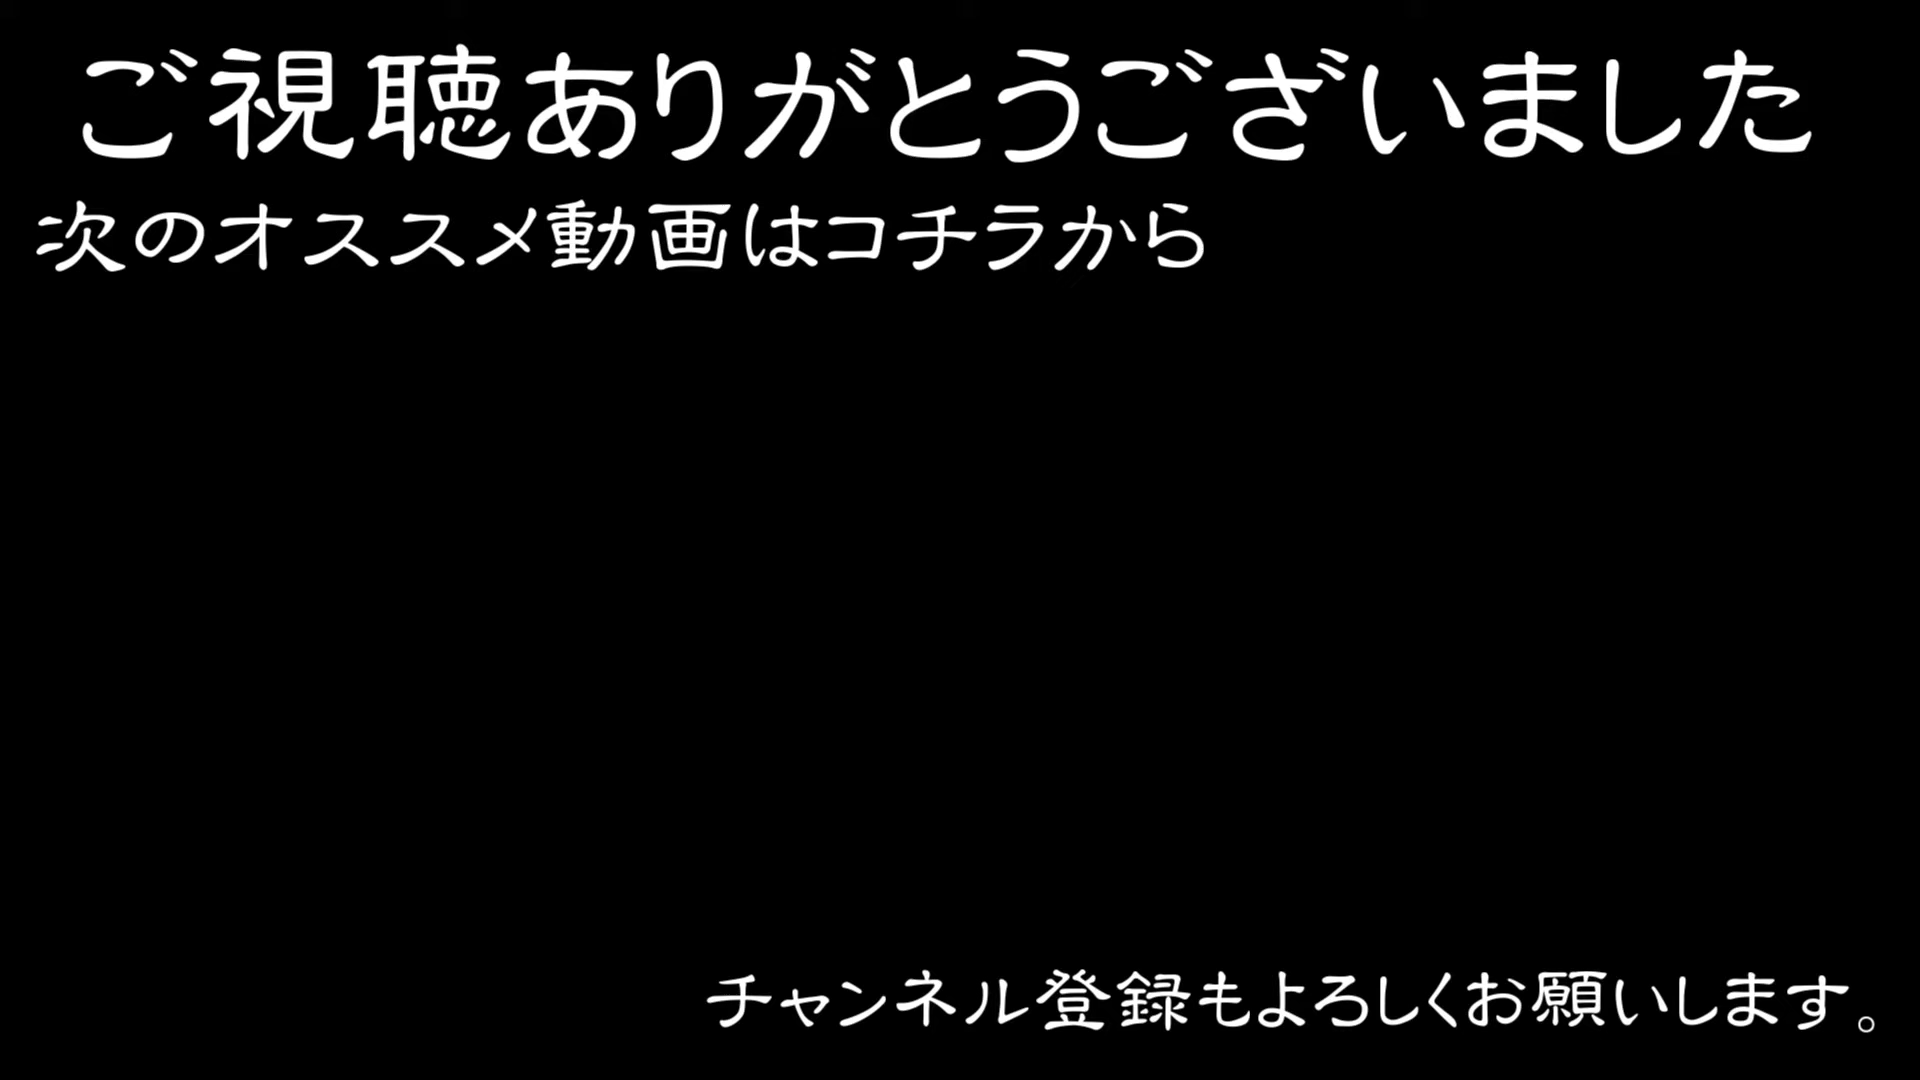 ご視聴ありがとうございました
次のオススメ動画はコチラから
チャンネル登録もよろしくお願いします。